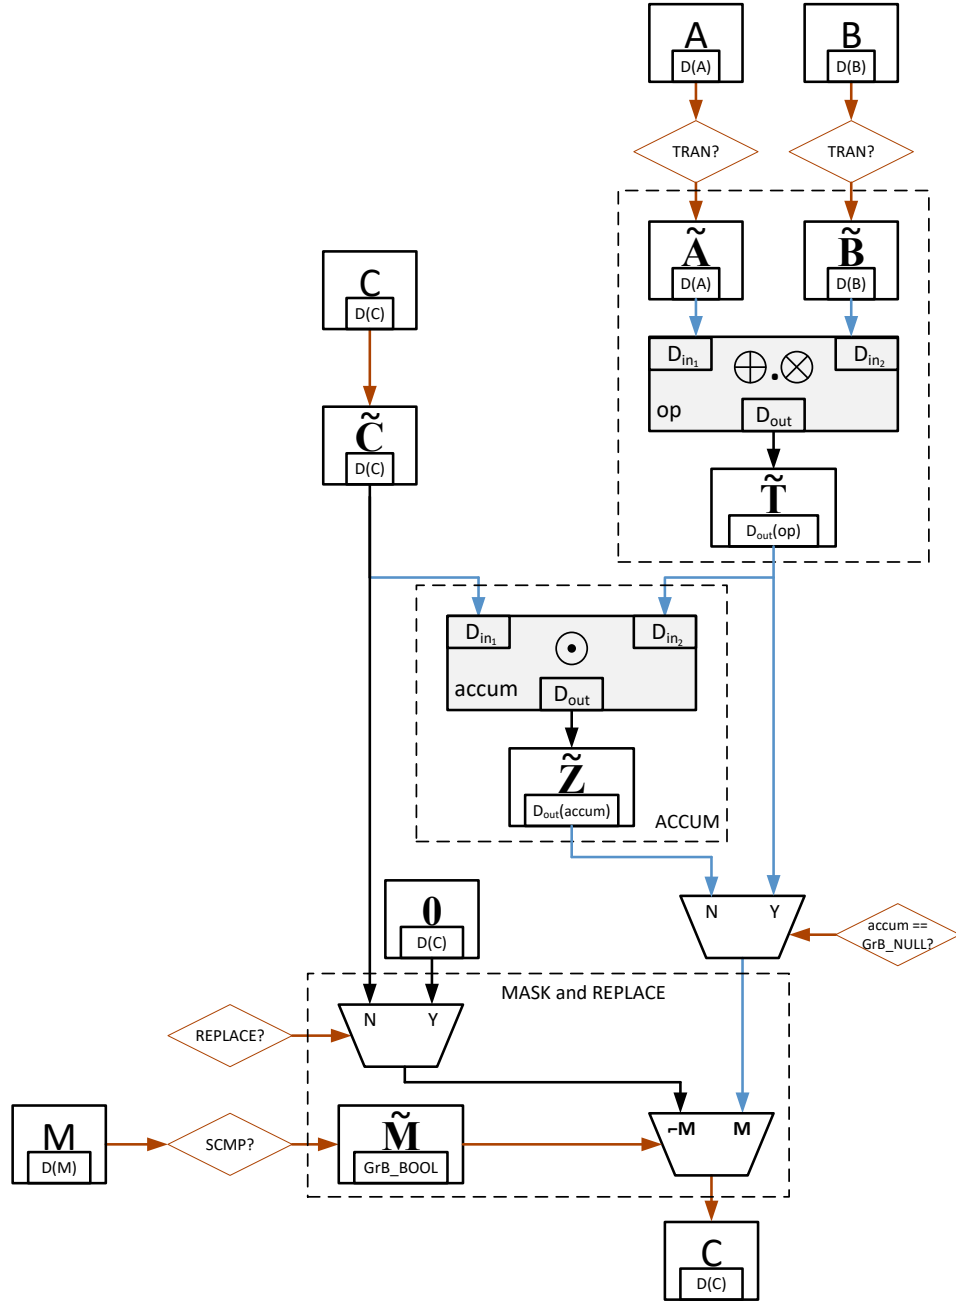 A B
D(A) D(B)
TRAN? TRAN?
Ã B̃
D(A) D(B)
C
D(C)
Din₁ Din₂
⊕.⊗
op Dout
C̃
D(C)
T̃
Dout(op)
Din₁ Din₂
⊙
accum Dout
Z̃
Dout(accum)
ACCUM
0
D(C)
N Y
accum ==
GrB_NULL?
MASK and REPLACE
N Y
REPLACE?
M
D(M)
SCMP?
M̃
GrB_BOOL
¬M M
C
D(C)